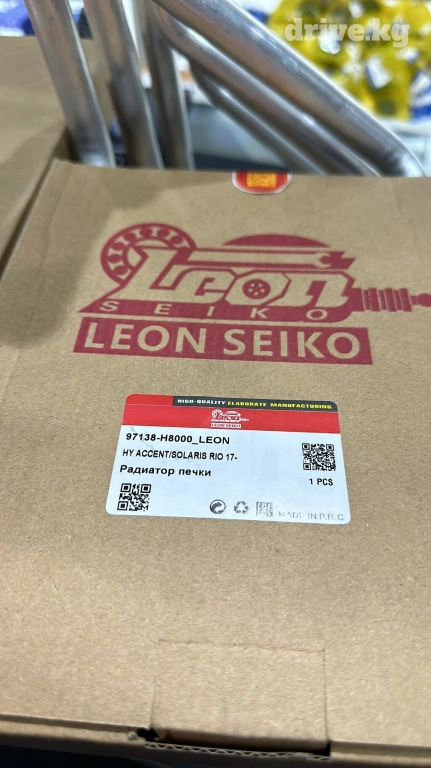 drive.kg
Leon
SEIKO
LEON SEIKO
HIGH-QUALITY ELABORATE MANUFACTURING
LEON SEIKO
97138-H8000_LEON
HY ACCENT/SOLARIS RIO 17-
Радиатор печки
1 PCS
MADE IN P.R.C